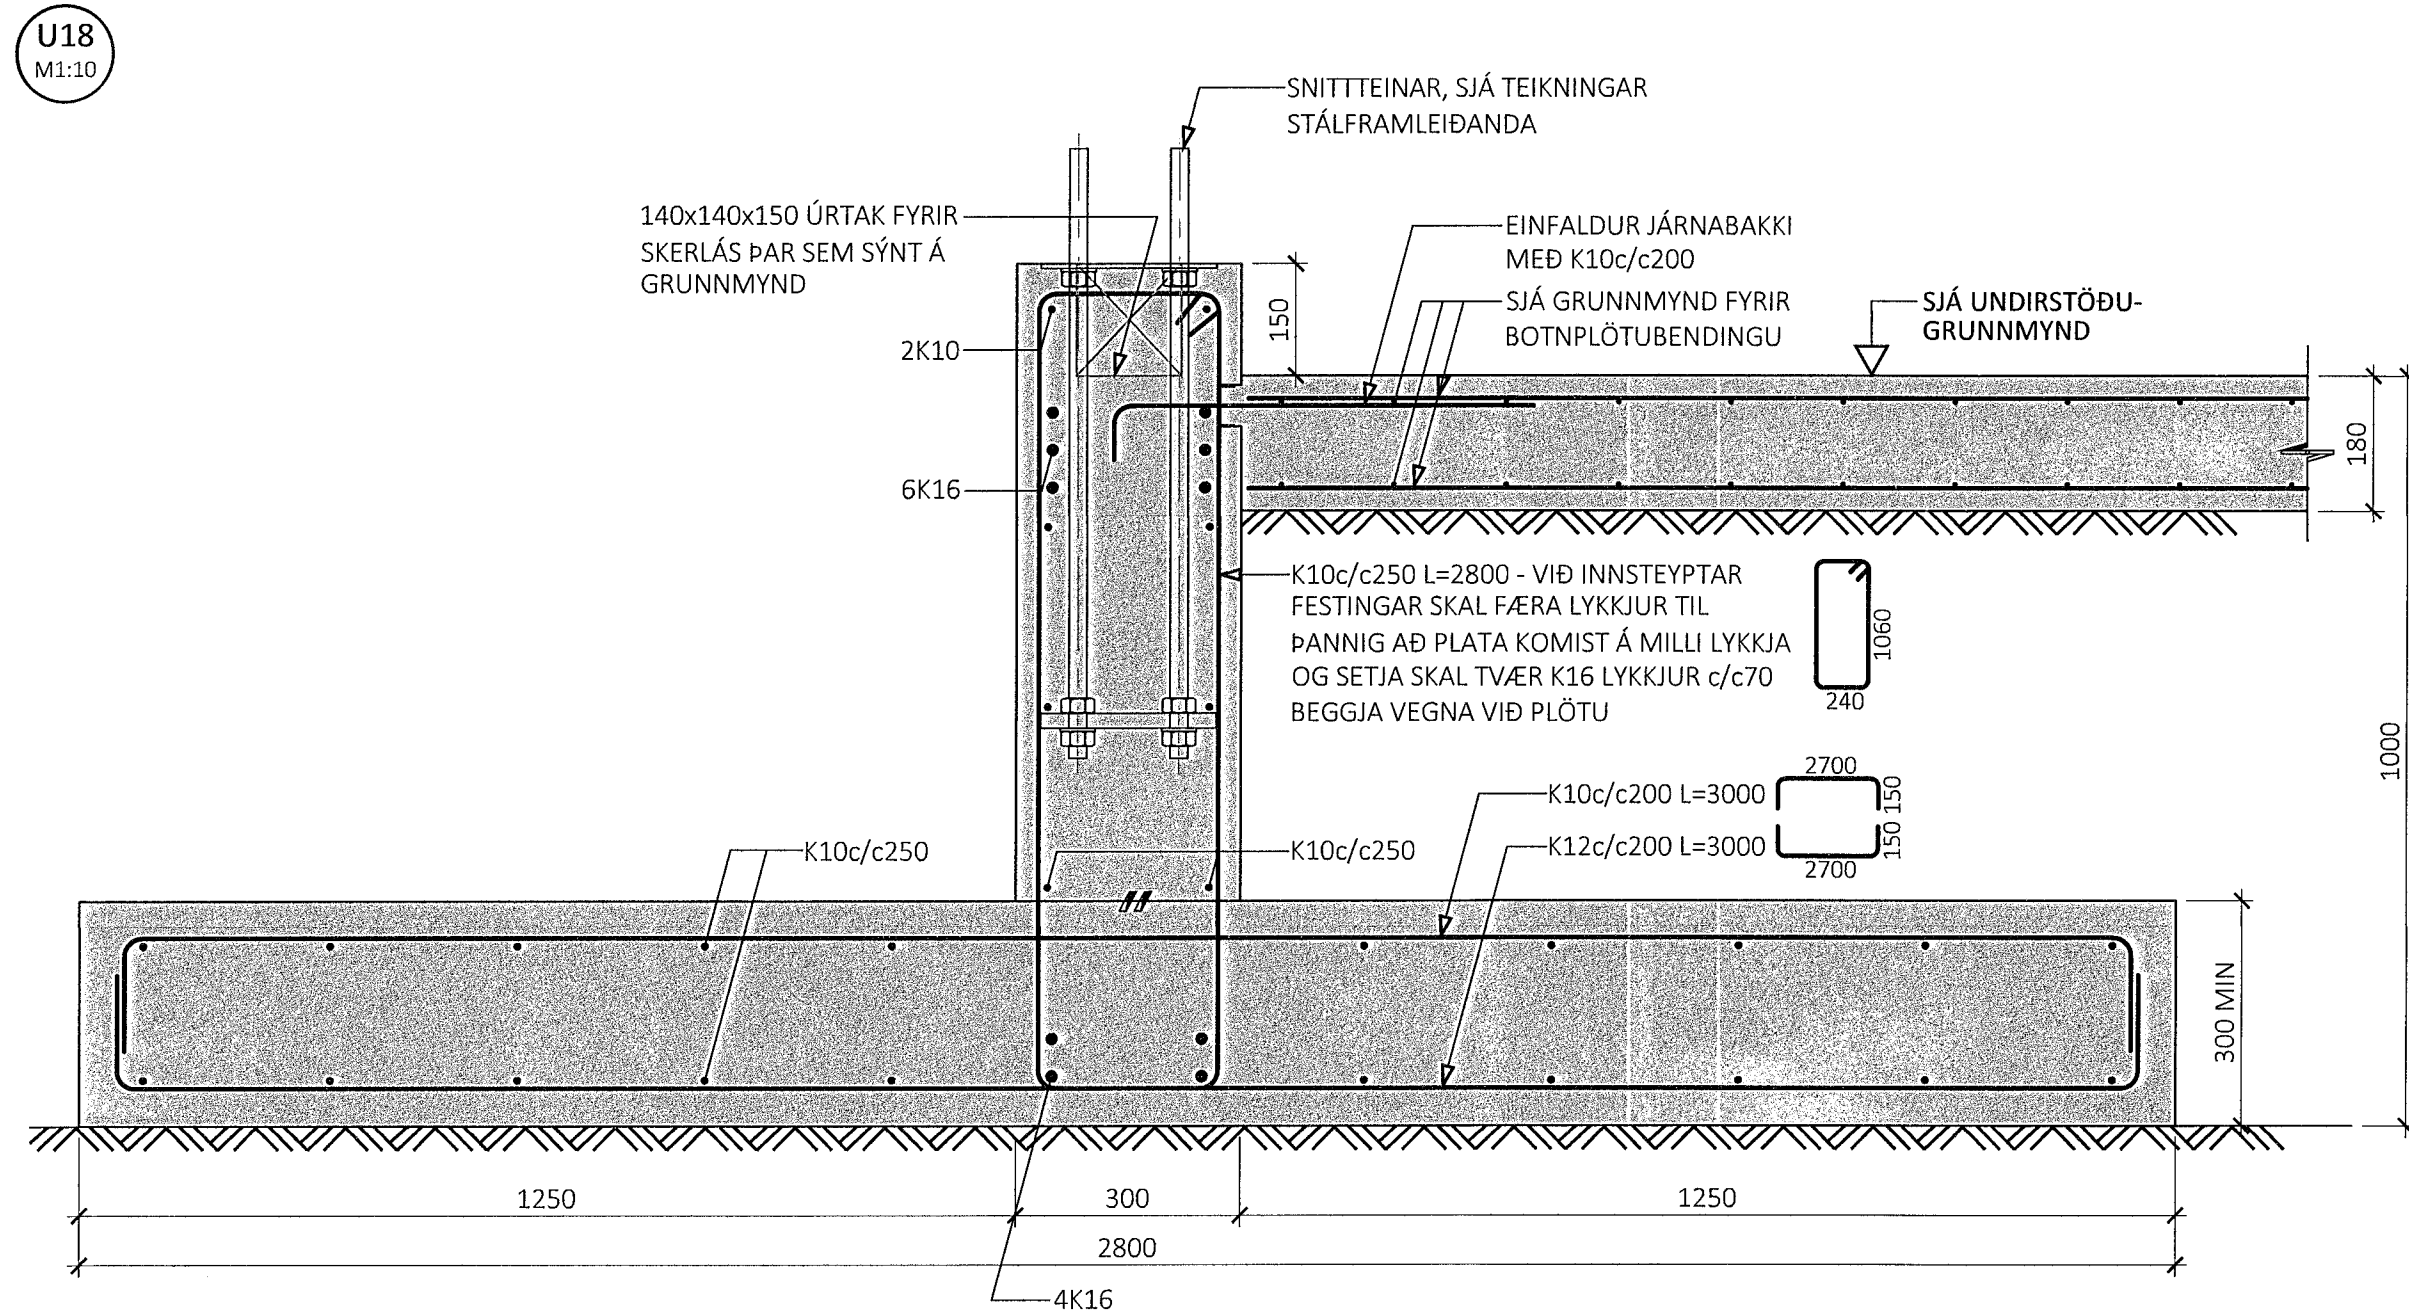 U18
M1:10
SNITTTEINAR, SJÁ TEIKNINGAR
STÁLFRAMLEIÐANDA
140x140x150 ÚRTAK FYRIR
SKERLÁS ÞAR SEM SÝNT Á
GRUNNMYND
EINFALDUR JÁRNABAKKI
MEÐ K10c/c200
SJÁ GRUNNMYND FYRIR
BOTNPLÖTUBENDINGU
SJÁ UNDIRSTÖÐU-
GRUNNMYND
150
2K10
6K16
180
K10c/c250 L=2800 - VIÐ INNSTEYPTAR
FESTINGAR SKAL FÆRA LYKKJUR TIL
ÞANNIG AÐ PLATA KOMIST Á MILLI LYKKJA
OG SETJA SKAL TVÆR K16 LYKKJUR c/c70
BEGGJA VEGNA VIÐ PLÖTU
1060
240
1000
2700
K10c/c200 L=3000
150
K12c/c200 L=3000
150
2700
K10c/c250
K10c/c250
300 MIN
1250
300
1250
2800
4K16